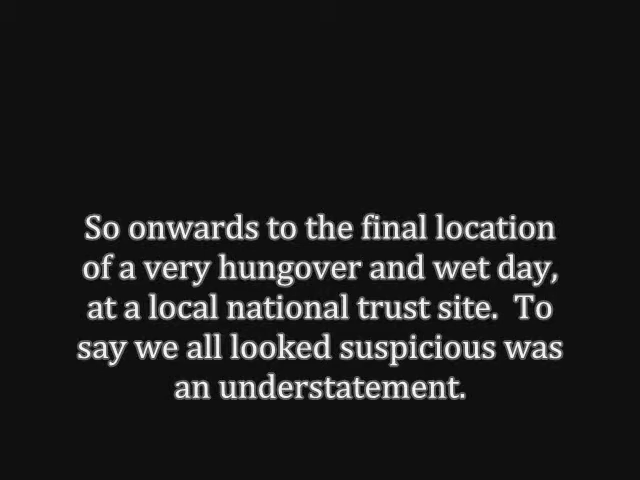 So onwards to the final location
of a very hungover and wet day,
at a local national trust site.  To
say we all looked suspicious was
an understatement.